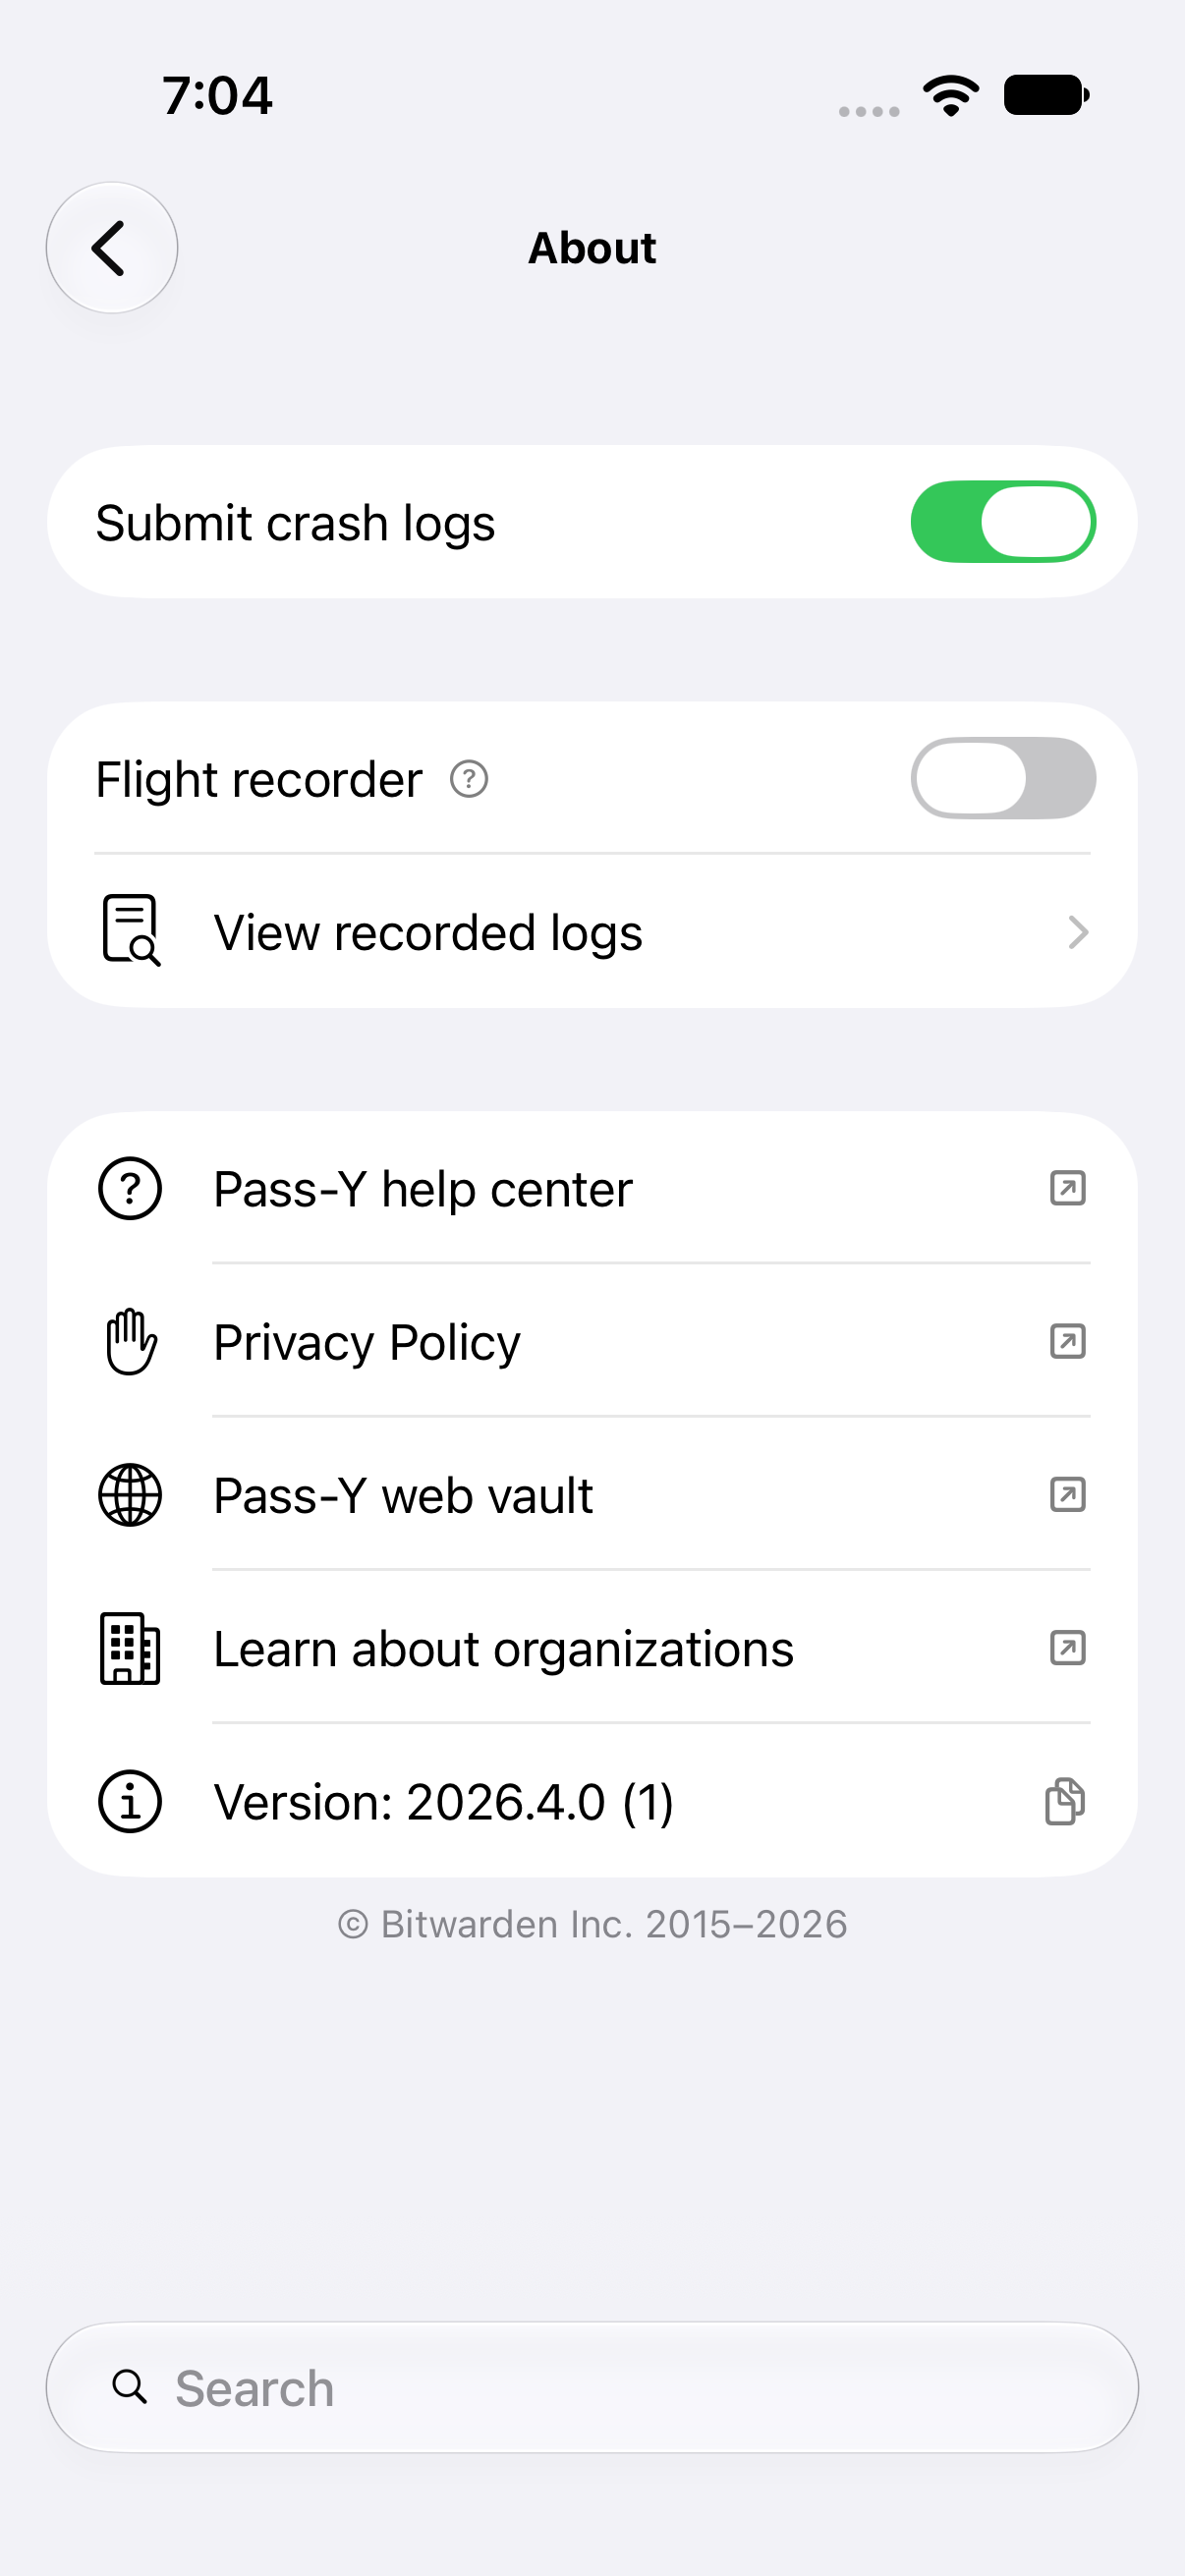 7:04
About
Submit crash logs
Flight recorder
View recorded logs
Pass-Y help center
Privacy Policy
Pass-Y web vault
Learn about organizations
Version: 2026.4.0 (1)
© Bitwarden Inc. 2015–2026
Search